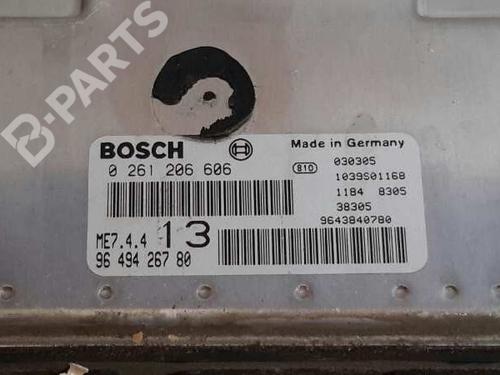 B-PARTS
BOSCH
Made in Germany
0 261 206 606
810
030305
1039S01168
1184 8305
38305
9643840780
ME7.4.4 13
96 494 267 80